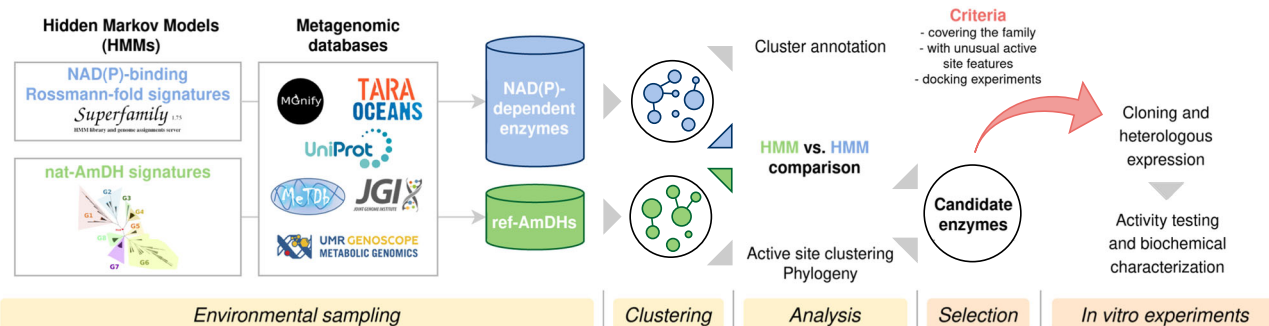 Hidden Markov Models
(HMMs)
NAD(P)-binding
Rossmann-fold signatures
Superfamily 1.73
HMM library and genome assignments server
nat-AmDH signatures
G1
G2
G3
G4
G5
G6
G7
Metagenomic
databases
MGnify
TARA
OCEANS
UniProt
MeTDb
JGI
JOINT GENOME INSTITUTE
UMR GENOSCOPE
METABOLIC GENOMICS
NAD(P)-
dependent
enzymes
ref-AmDHs
Cluster annotation
HMM vs. HMM
comparison
Active site clustering
Phylogeny
Criteria
- covering the family
- with unusual active
site features
- docking experiments
Candidate
enzymes
Cloning and
heterologous
expression
Activity testing
and biochemical
characterization
Environmental sampling
Clustering
Analysis
Selection
In vitro experiments